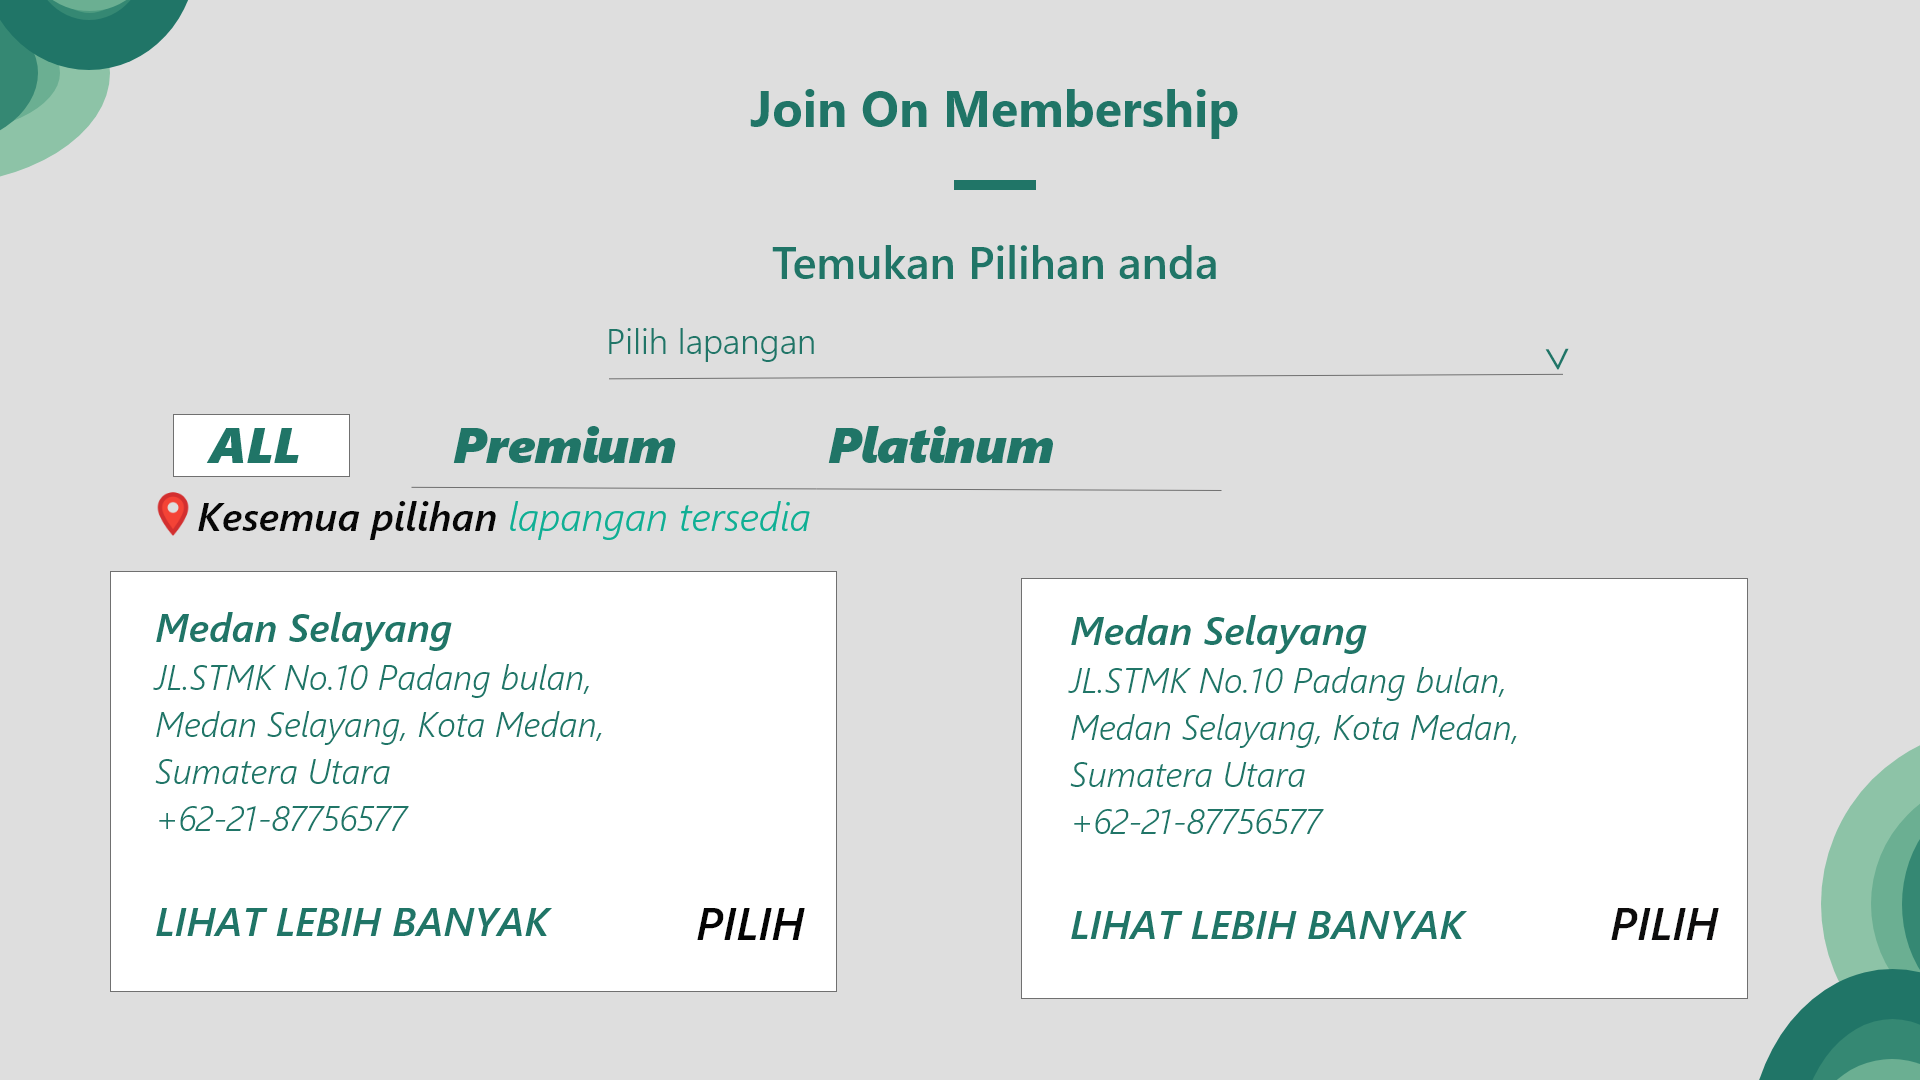 Join On Membership
Temukan Pilihan anda
Pilih lapangan
ALL Premium Platinum
Kesemua pilihan lapangan tersedia
Medan Selayang
JL.STMK No.10 Padang bulan,
Medan Selayang, Kota Medan,
Sumatera Utara
+62-21-87756577
LIHAT LEBIH BANYAK PILIH
Medan Selayang
JL.STMK No.10 Padang bulan,
Medan Selayang, Kota Medan,
Sumatera Utara
+62-21-87756577
LIHAT LEBIH BANYAK PILIH